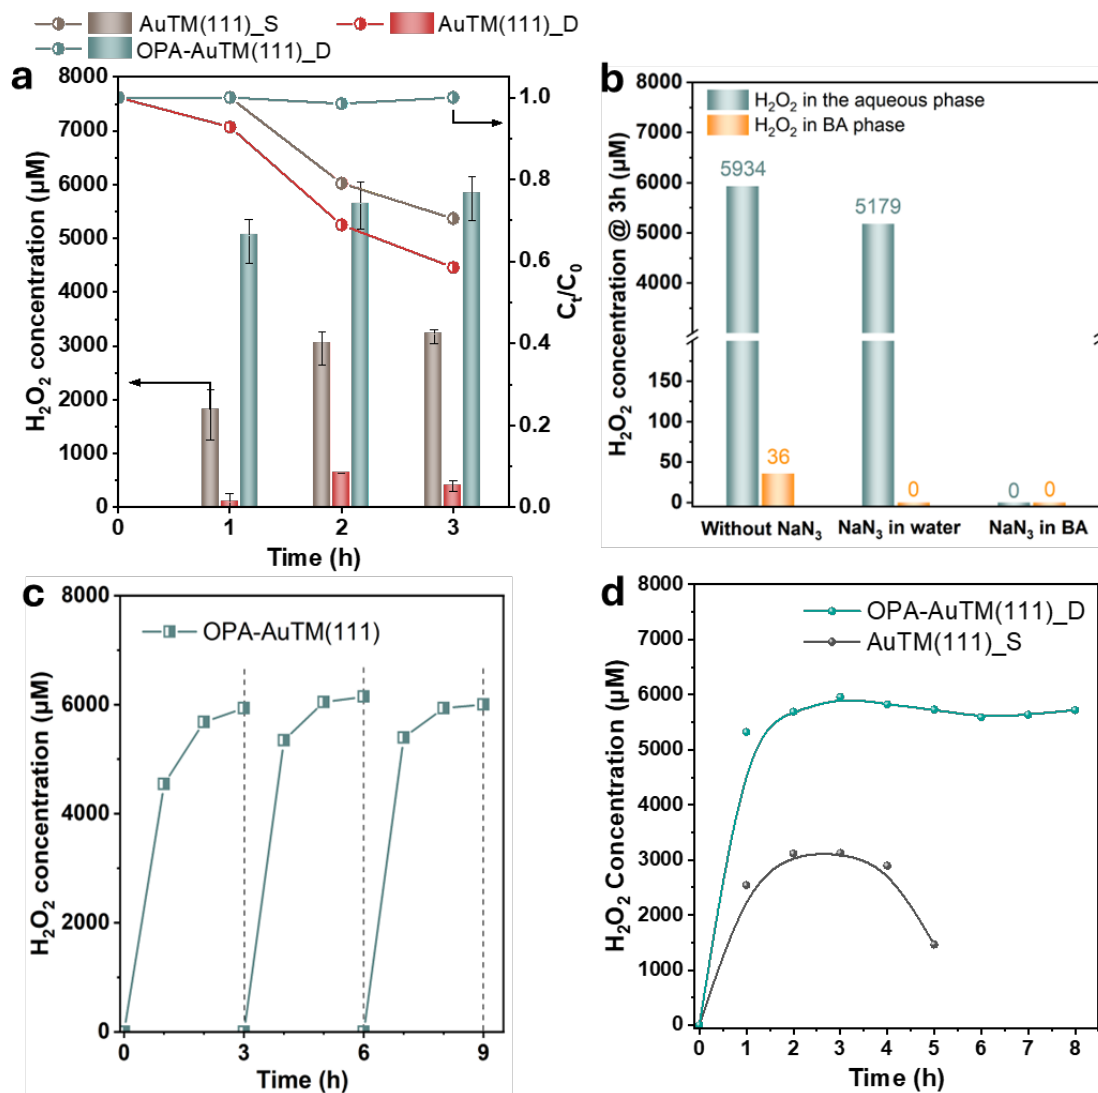 AuTM(111)_S
AuTM(111)_D
OPA-AuTM(111)_D
a
8000
7000
6000
5000
4000
3000
2000
1000
0
H₂O₂ concentration (µM)
1.0
0.8
0.6
0.4
0.2
0.0
Cₜ/C₀
0 1 2 3
Time (h)
b
H₂O₂ in the aqueous phase
H₂O₂ in BA phase
8000
7000
6000
5000
4000
150
100
50
0
H₂O₂ concentration @ 3h (µM)
5934
36
5179
0
0 0
Without NaN₃ NaN₃ in water NaN₃ in BA
c
OPA-AuTM(111)
8000
6000
4000
2000
0
H₂O₂ concentration (µM)
0 3 6 9
Time (h)
d
OPA-AuTM(111)_D
AuTM(111)_S
8000
7000
6000
5000
4000
3000
2000
1000
0
H₂O₂ Concentration (µM)
0 1 2 3 4 5 6 7 8
Time (h)